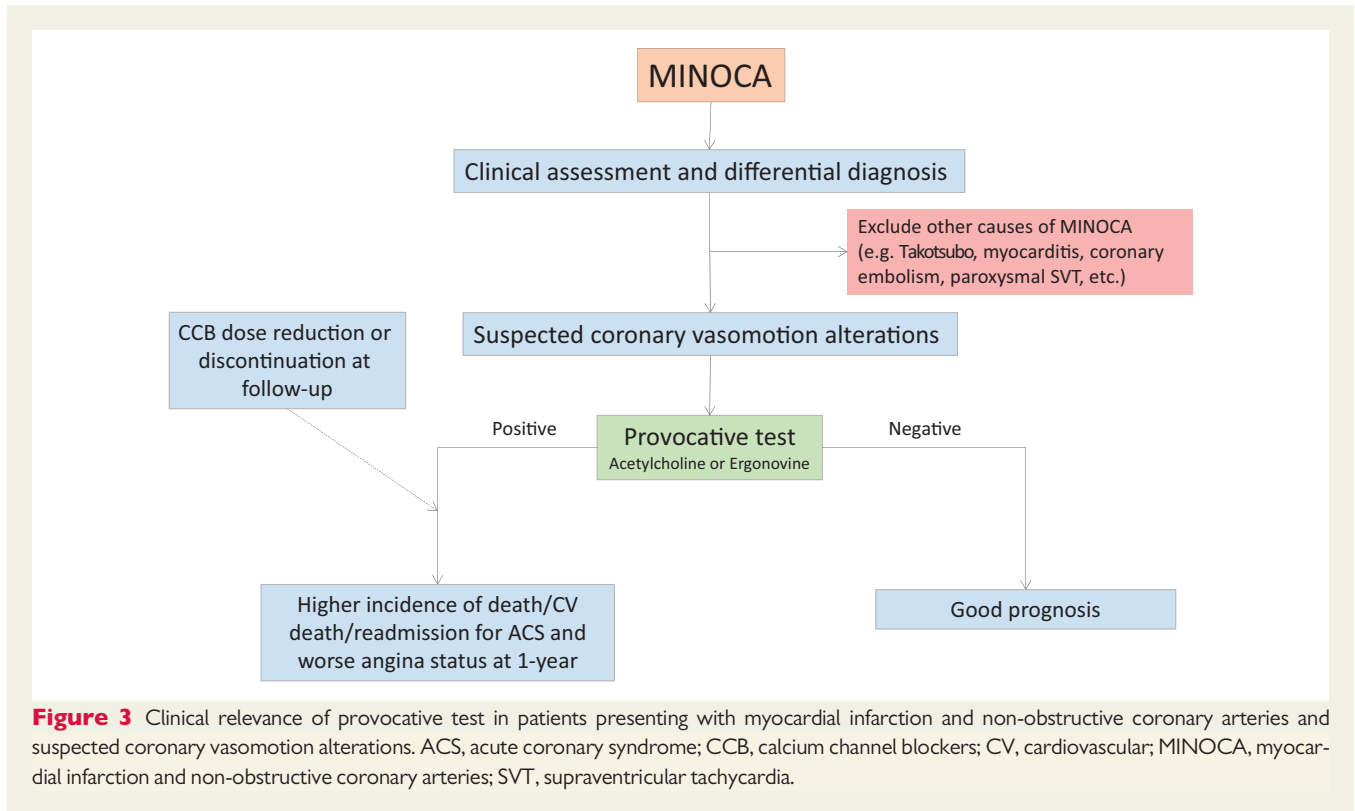 MINOCA
Clinical assessment and differential diagnosis
Exclude other causes of MINOCA
(e.g. Takotsubo, myocarditis, coronary
embolism, paroxysmal SVT, etc.)
CCB dose reduction or
discontinuation at
follow-up
Suspected coronary vasomotion alterations
Positive
Provocative test
Acetylcholine or Ergonovine
Negative
Higher incidence of death/CV
death/readmission for ACS and
worse angina status at 1-year
Good prognosis
Figure 3 Clinical relevance of provocative test in patients presenting with myocardial infarction and non-obstructive coronary arteries and
suspected coronary vasomotion alterations. ACS, acute coronary syndrome; CCB, calcium channel blockers; CV, cardiovascular; MINOCA, myocar-
dial infarction and non-obstructive coronary arteries; SVT, supraventricular tachycardia.